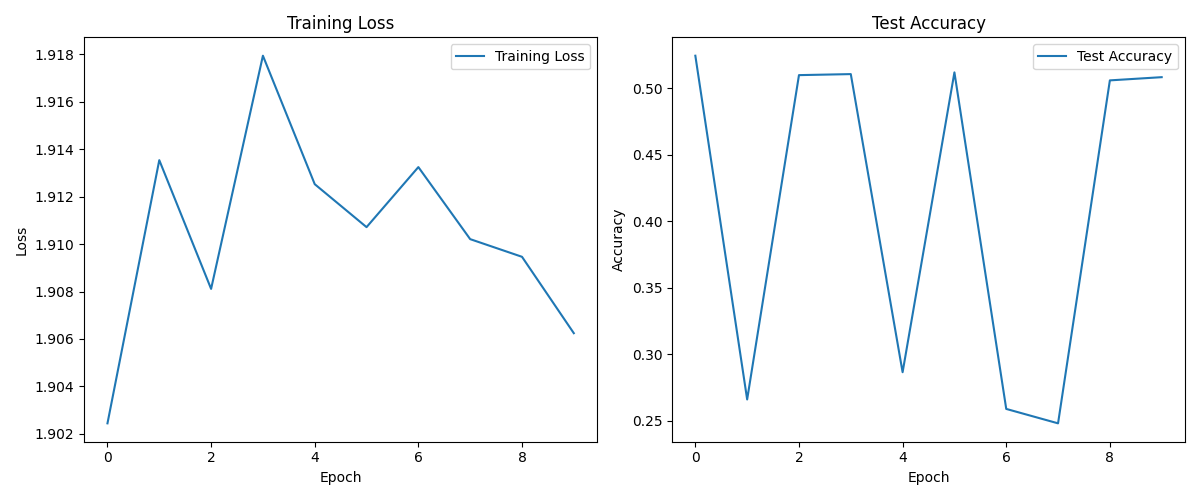 Training Loss
Training Loss
1.918
1.916
1.914
1.912
1.910
1.908
1.906
1.904
1.902
Loss
0 2 4 6 8
Epoch
Test Accuracy
Test Accuracy
0.50
0.45
0.40
0.35
0.30
0.25
Accuracy
0 2 4 6 8
Epoch